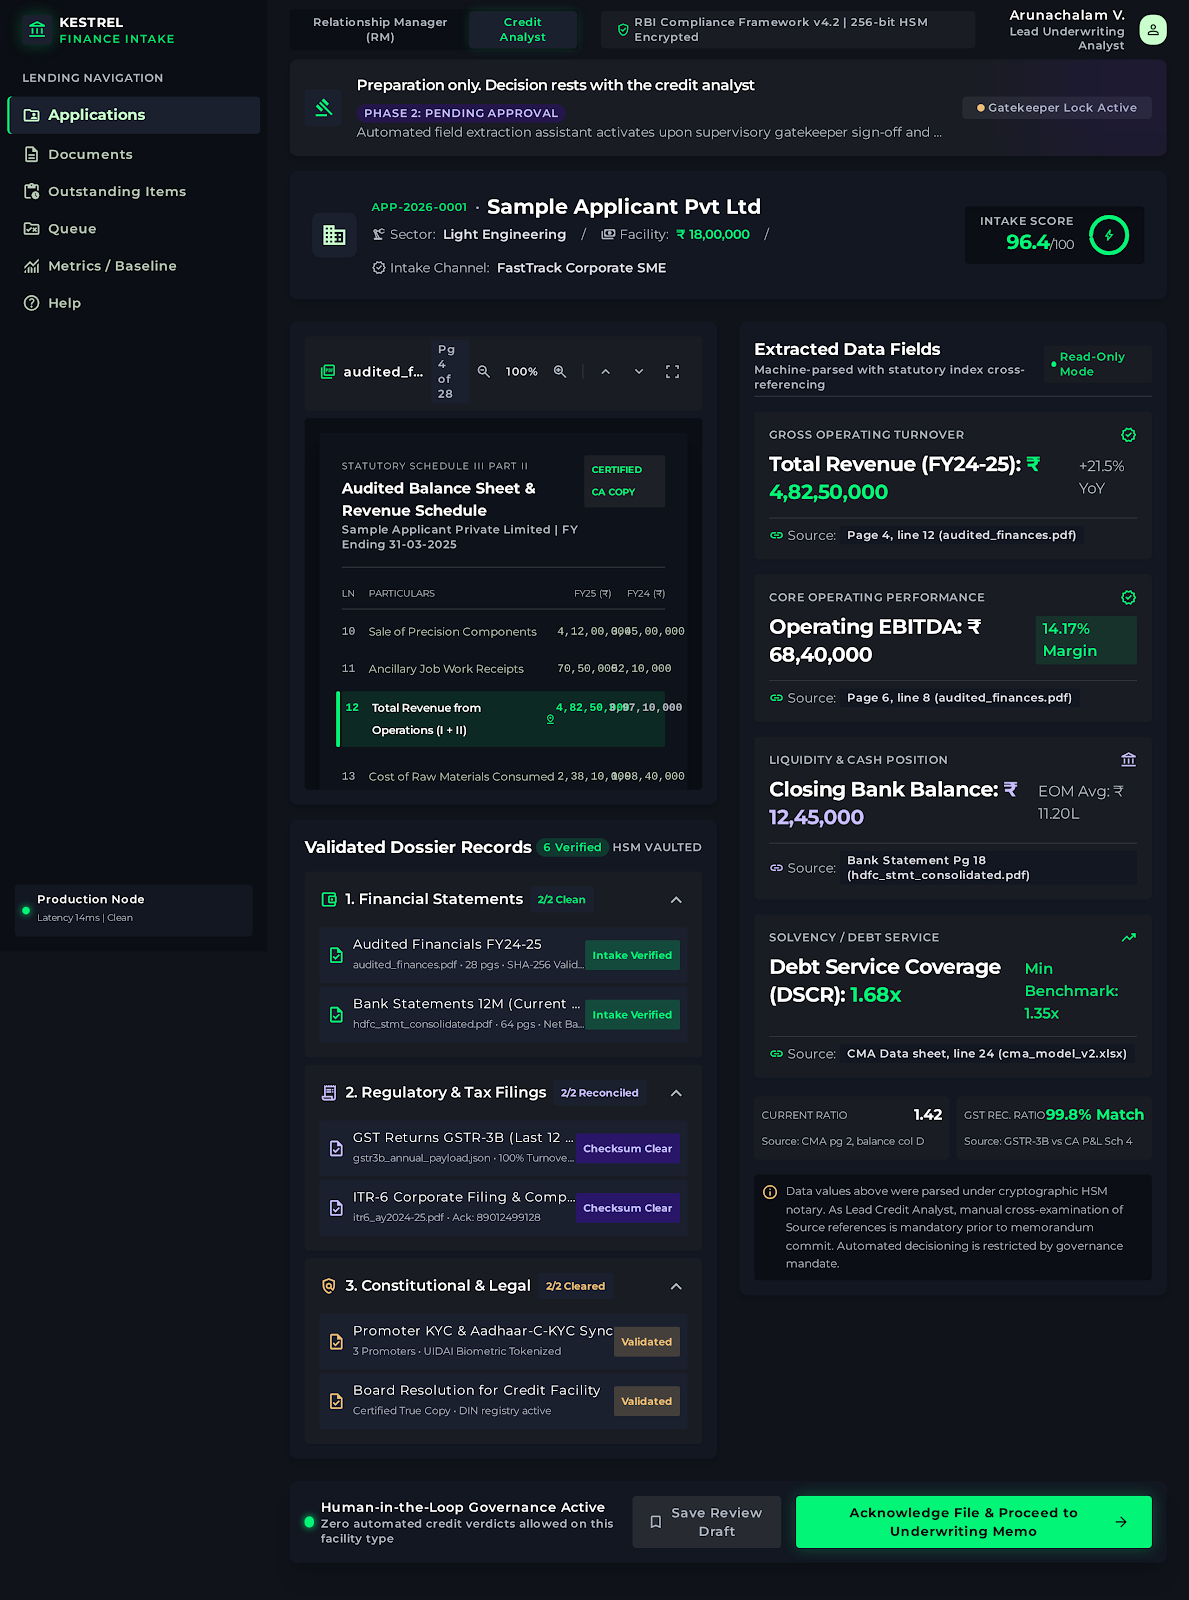 KESTREL
FINANCE INTAKE
Relationship Manager
(RM)
Credit
Analyst
RBI Compliance Framework v4.2 | 256-bit HSM
Encrypted
Arunachalam V.
Lead Underwriting
Analyst
LENDING NAVIGATION
Applications
Documents
Outstanding Items
Queue
Metrics / Baseline
Help
Production Node
Latency 14ms | Clean
Preparation only. Decision rests with the credit analyst
PHASE 2: PENDING APPROVAL
Automated field extraction assistant activates upon supervisory gatekeeper sign-off and ...
Gatekeeper Lock Active
APP-2026-0001 · Sample Applicant Pvt Ltd
Sector: Light Engineering / Facility: ₹ 18,00,000 /
Intake Channel: FastTrack Corporate SME
INTAKE SCORE
96.4/100
audited_f...
Pg
4
of
28
100%
STATUTORY SCHEDULE III PART II
Audited Balance Sheet &
Revenue Schedule
Sample Applicant Private Limited | FY
Ending 31-03-2025
CERTIFIED
CA COPY
LN PARTICULARS FY25 (₹) FY24 (₹)
10 Sale of Precision Components
11 Ancillary Job Work Receipts
12 Total Revenue from
Operations (I + II)
13 Cost of Raw Materials Consumed
Validated Dossier Records 6 Verified HSM VAULTED
1. Financial Statements 2/2 Clean
Audited Financials FY24-25
audited_finances.pdf • 28 pgs • SHA-256 Valid...
Intake Verified
Bank Statements 12M (Current ...
hdfc_stmt_consolidated.pdf • 64 pgs • Net Ba...
Intake Verified
2. Regulatory & Tax Filings 2/2 Reconciled
GST Returns GSTR-3B (Last 12 ...
gstr3b_annual_payload.json • 100% Turnove...
Checksum Clear
ITR-6 Corporate Filing & Comp...
itr6_ay2024-25.pdf • Ack: 89012499128
Checksum Clear
3. Constitutional & Legal 2/2 Cleared
Promoter KYC & Aadhaar-C-KYC Sync
3 Promoters • UIDAI Biometric Tokenized
Validated
Board Resolution for Credit Facility
Certified True Copy • DIN registry active
Validated
Extracted Data Fields
Machine-parsed with statutory index cross-
referencing
Read-Only
Mode
GROSS OPERATING TURNOVER
Total Revenue (FY24-25): ₹
4,82,50,000
+21.5%
YoY
Source: Page 4, line 12 (audited_finances.pdf)
CORE OPERATING PERFORMANCE
Operating EBITDA: ₹
68,40,000
14.17%
Margin
Source: Page 6, line 8 (audited_finances.pdf)
LIQUIDITY & CASH POSITION
Closing Bank Balance: ₹
12,45,000
EOM Avg: ₹
11.20L
Source: Bank Statement Pg 18
(hdfc_stmt_consolidated.pdf)
SOLVENCY / DEBT SERVICE
Debt Service Coverage
(DSCR): 1.68x
Min
Benchmark:
1.35x
Source: CMA Data sheet, line 24 (cma_model_v2.xlsx)
CURRENT RATIO 1.42
Source: CMA pg 2, balance col D
GST REC. RATIO 99.8% Match
Source: GSTR-3B vs CA P&L Sch 4
Data values above were parsed under cryptographic HSM
notary. As Lead Credit Analyst, manual cross-examination of
Source references is mandatory prior to memorandum
commit. Automated decisioning is restricted by governance
mandate.
Human-in-the-Loop Governance Active
Zero automated credit verdicts allowed on this
facility type
Save Review
Draft
Acknowledge File & Proceed to
Underwriting Memo